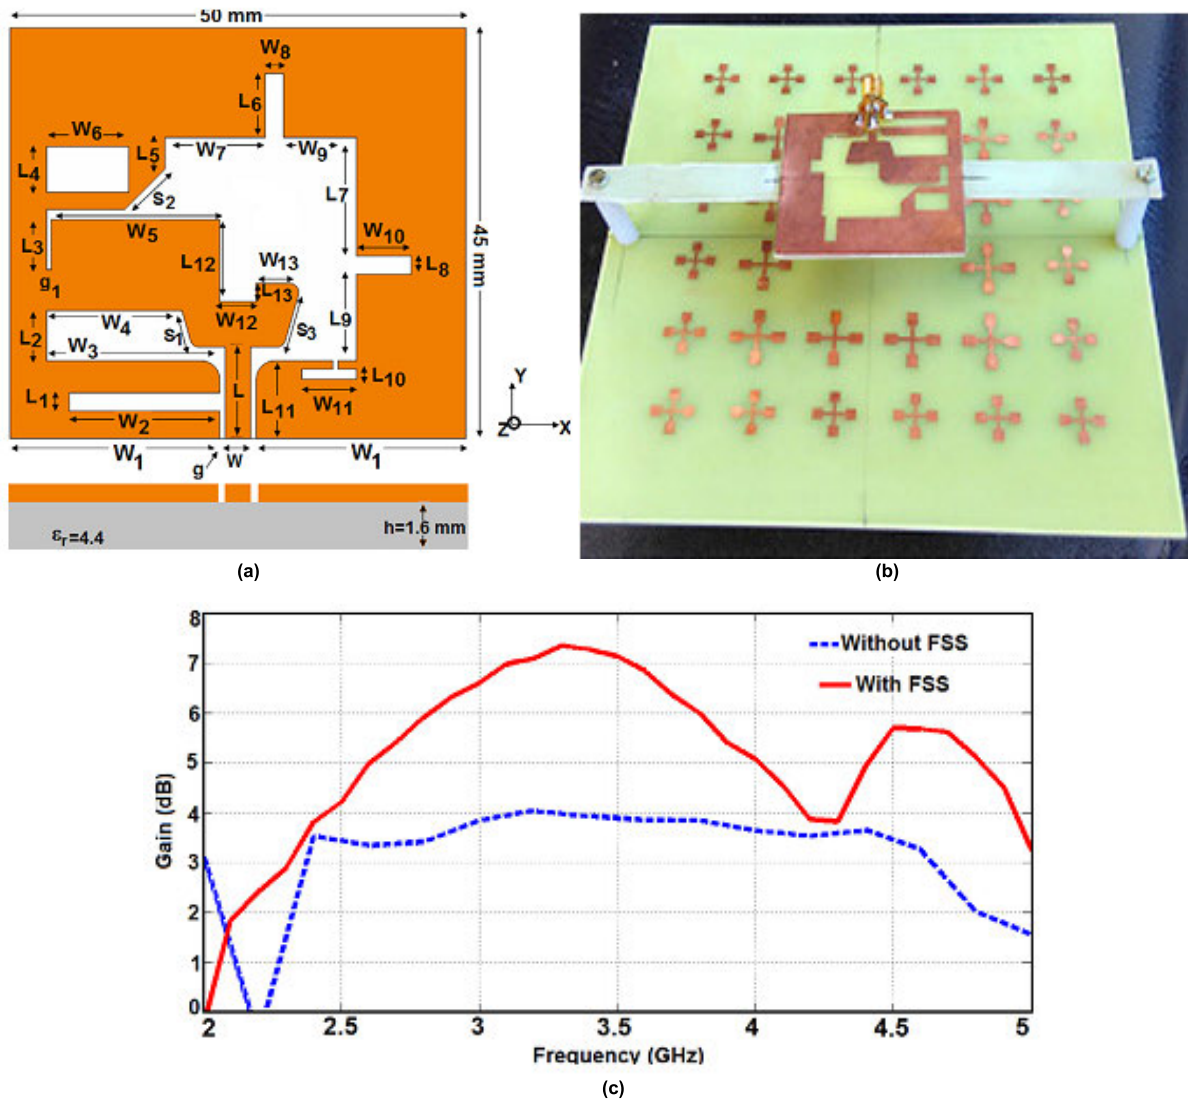 50 mm
W8
L6
W6
L5
W7
W9
L4
S2
L7
W5
W10
L3
L12
W13
L8
45 mm
g1
L13
W12
W4
S1
S3
L9
L2
W3
L
L10
L1
L11
W11
Y
W2
Z
X
W1
g
W
W1
εr=4.4
h=1.6 mm
(a)
(b)
8
7
6
5
4
3
2
1
0
Gain (dB)
Without FSS
With FSS
2
2.5
3
3.5
4
4.5
5
Frequency (GHz)
(c)